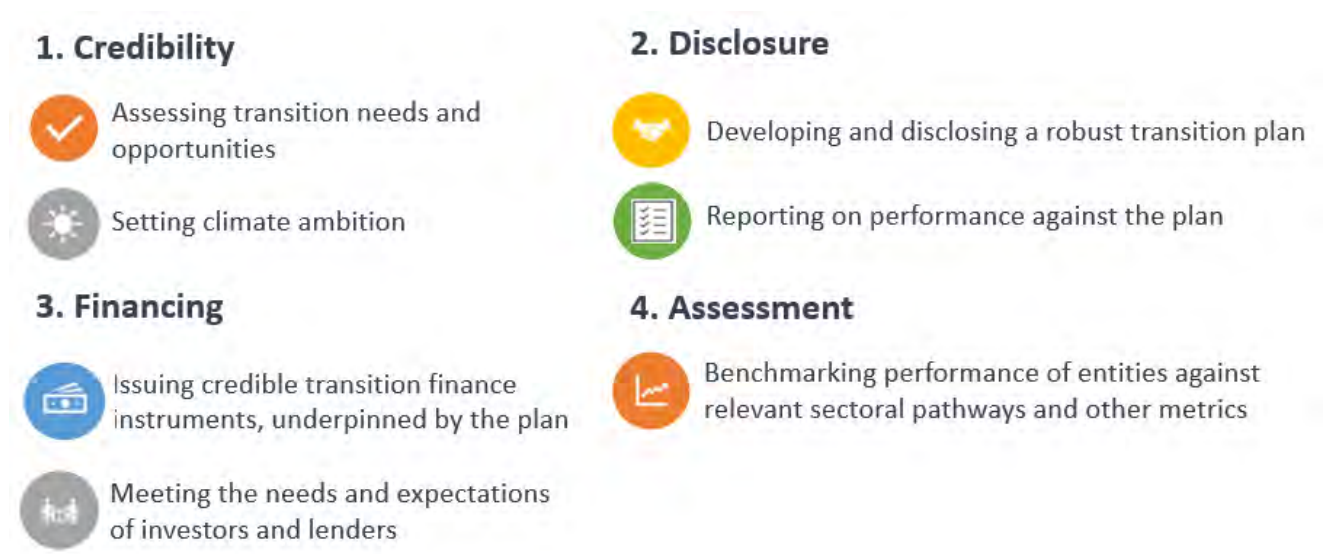 1. Credibility
Assessing transition needs and
opportunities
Setting climate ambition
2. Disclosure
Developing and disclosing a robust transition plan
Reporting on performance against the plan
3. Financing
Issuing credible transition finance
instruments, underpinned by the plan
Meeting the needs and expectations
of investors and lenders
4. Assessment
Benchmarking performance of entities against
relevant sectoral pathways and other metrics